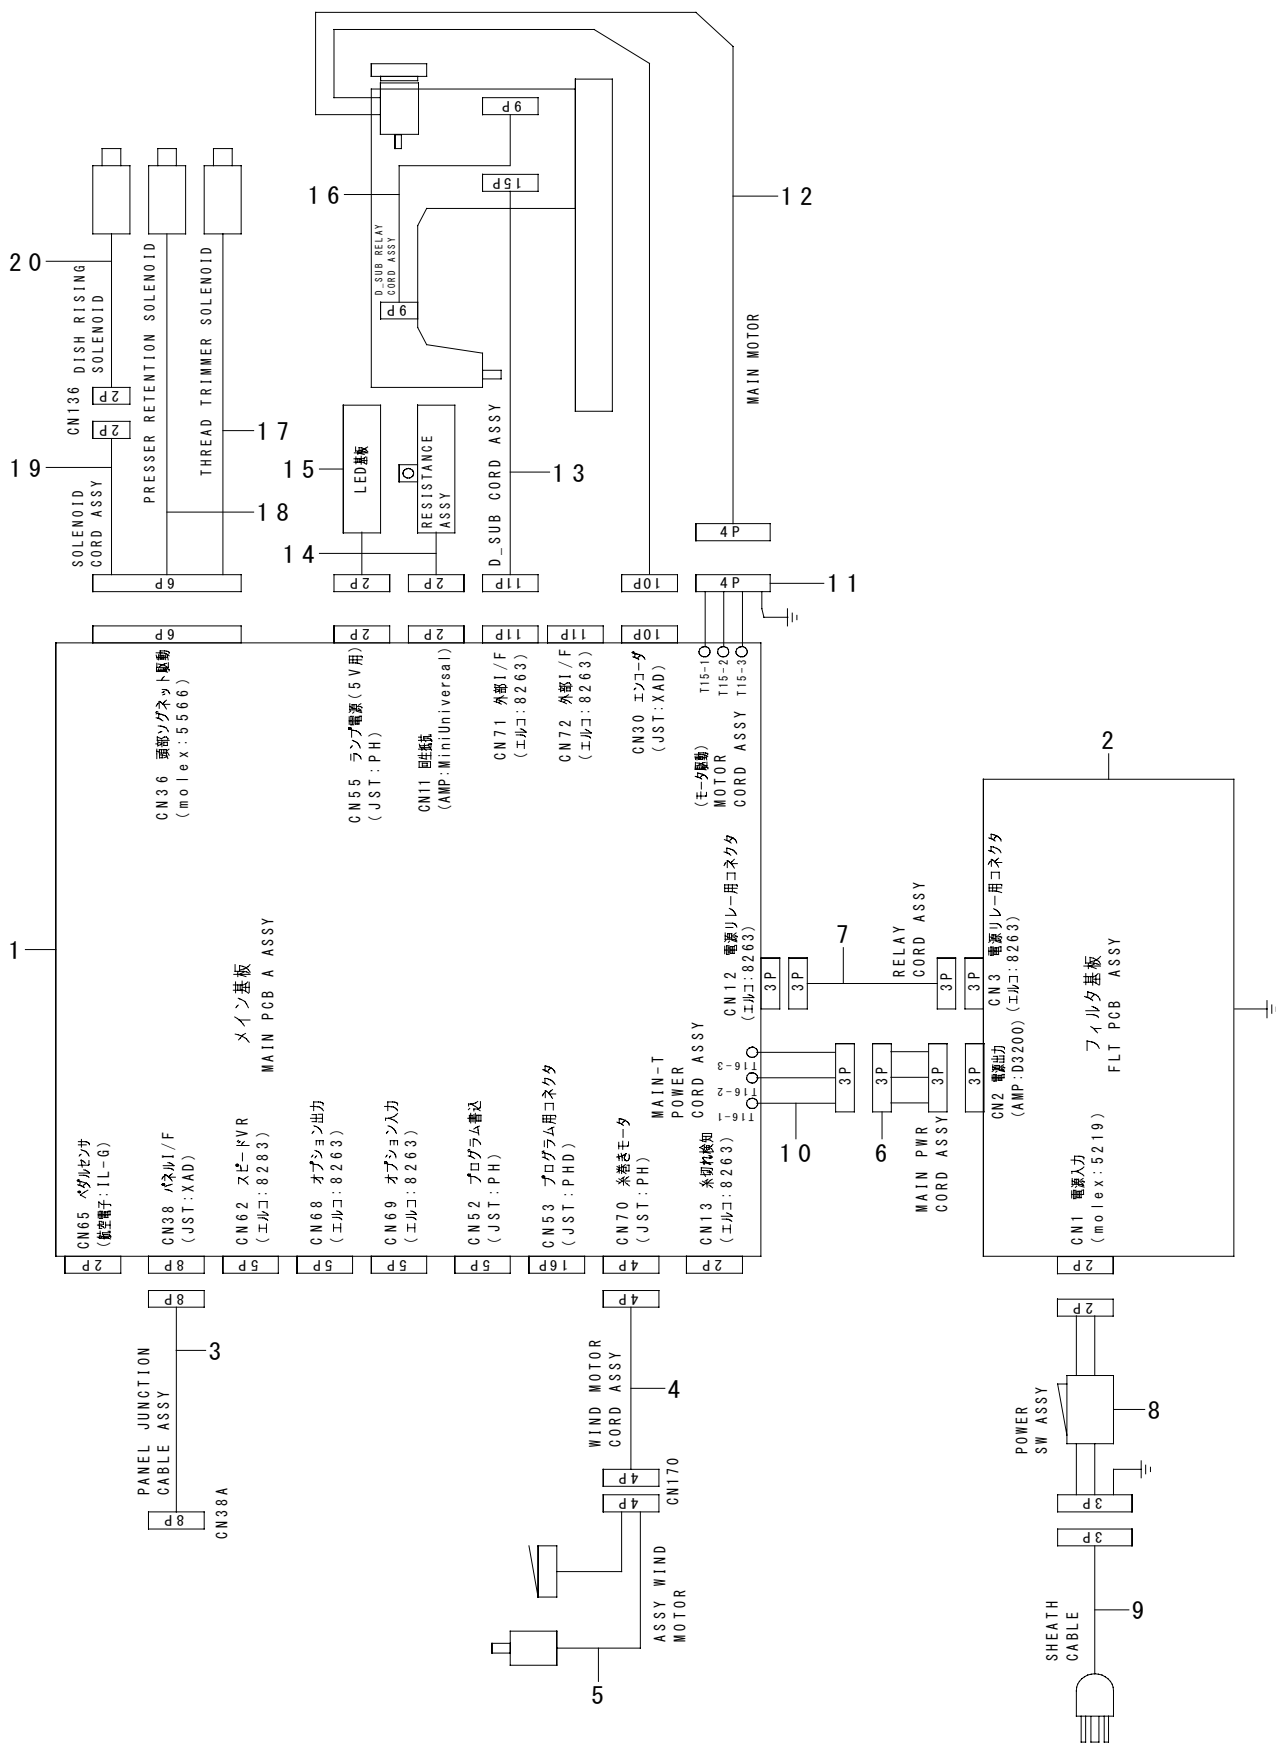 12
16
9P
15P
20
CN136 DISH RISING
SOLENOID
PRESSER RETENTION SOLENOID
THREAD TRIMMER SOLENOID
D_SUB RELAY
CORD ASSY
9P
MAIN MOTOR
2P
2P
19
SOLENOID
CORD ASSY
18
17
15
LED基板
RESISTANCE
ASSY
14
D_SUB CORD ASSY
13
4P
6P
2P
2P
11P
10P
4P
11
6P
2P
2P
11P
11P
10P
T15-1
T15-2
T15-3
CN36 頭部ソグネット駆動
(molex:5566)
CN55 ランプ電源(5V用)
(JST:PH)
CN11 回生抵抗
(AMP:MiniUniversal)
CN71 外部I/F
(エルコ:8263)
CN72 外部I/F
(エルコ:8263)
CN30 エンコーダ
(JST:XAD)
(モータ駆動)
MOTOR
CORD ASSY
2
1
メイン基板
MAIN PCB A ASSY
CN12 電源リレー用コネクタ
(エルコ:8263)
3P
3P
7
RELAY
CORD ASSY
3P
3P
CN3 電源リレー用コネクタ
(エルコ:8263)
フィルタ基板
FLT PCB ASSY
MAIN-T
POWER
CORD ASSY
T16-3
T16-2
T16-1
3P
3P
3P
3P
10
6
MAIN PWR
CORD ASSY
CN2 電源出力
(AMP:D3200)
CN1 電源入力
(molex:5219)
CN65 ペダルセンサ
(航空電子:IL-G)
CN38 パネルI/F
(JST:XAD)
CN62 スピードVR
(エルコ:8283)
CN68 オプション出力
(エルコ:8263)
CN69 オプション入力
(エルコ:8263)
CN52 プログラム書込
(JST:PH)
CN53 プログラム用コネクタ
(JST:PHD)
CN70 糸巻きモータ
(JST:PH)
CN13 糸切れ検知
(エルコ:8263)
2P
8P
5P
5P
5P
5P
16P
4P
2P
2P
8P
4P
2P
3
PANEL JUNCTION
CABLE ASSY
8P
CN38A
WIND MOTOR
CORD ASSY
4
4P
CN170
4P
ASSY WIND
MOTOR
5
POWER
SW ASSY
8
3P
3P
SHEATH
CABLE
9